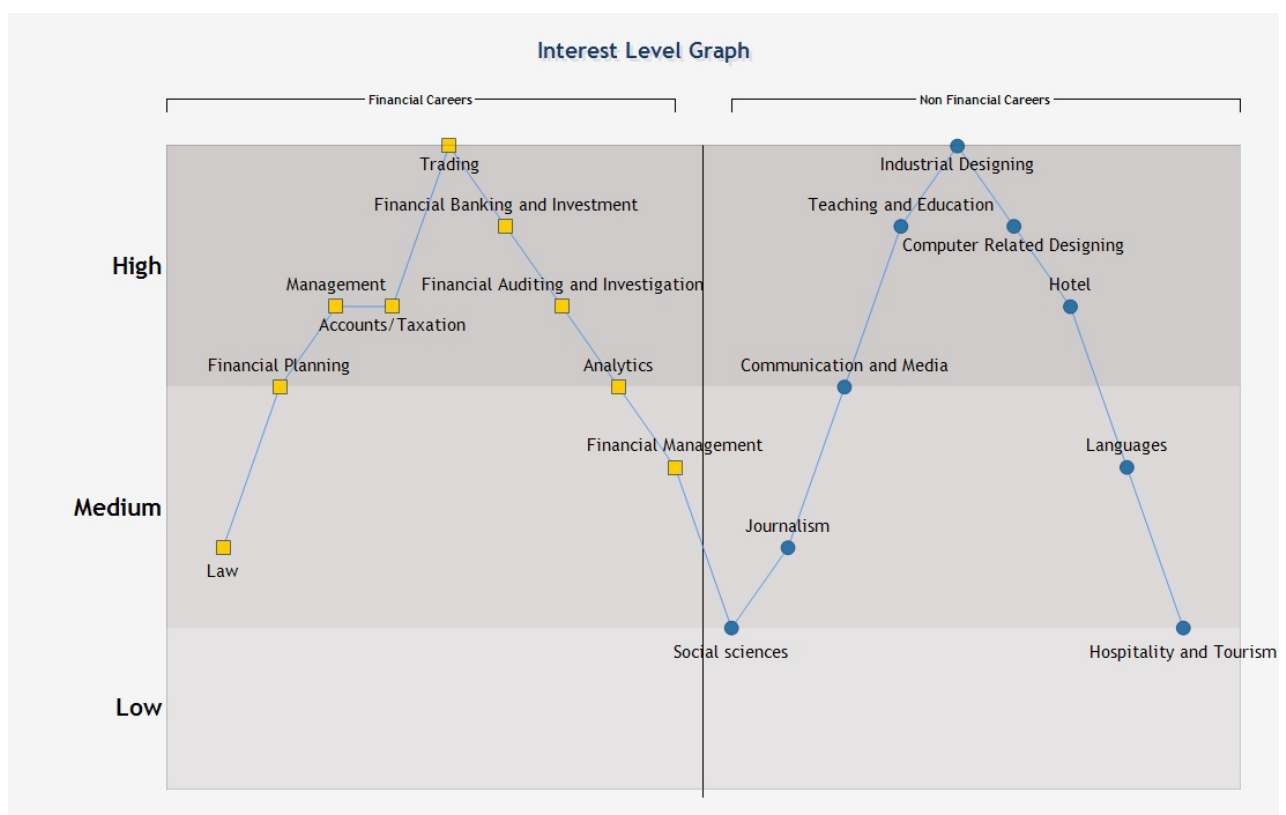 Interest Level Graph
Financial Careers
Non Financial Careers
Trading
Industrial Designing
Financial Banking and Investment
Teaching and Education
Computer Related Designing
High
Management
Financial Auditing and Investigation
Hotel
Accounts/Taxation
Financial Planning
Analytics
Communication and Media
Financial Management
Languages
Medium
Journalism
Law
Social sciences
Hospitality and Tourism
Low